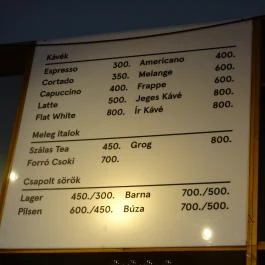 Kávék
Espresso 300. Americano 400.
Cortado 350. Melange 600.
Capuccino 400. Frappe 600.
Latte 500. Jeges Kávé 800.
Flat White 800. Ír Kávé 800.
Meleg italok
Szálas Tea 450. Grog 800.
Forró Csoki 700.
Csapolt sörök
Lager 450./300. Barna 700./500.
Pilsen 600./450. Búza 700./500.